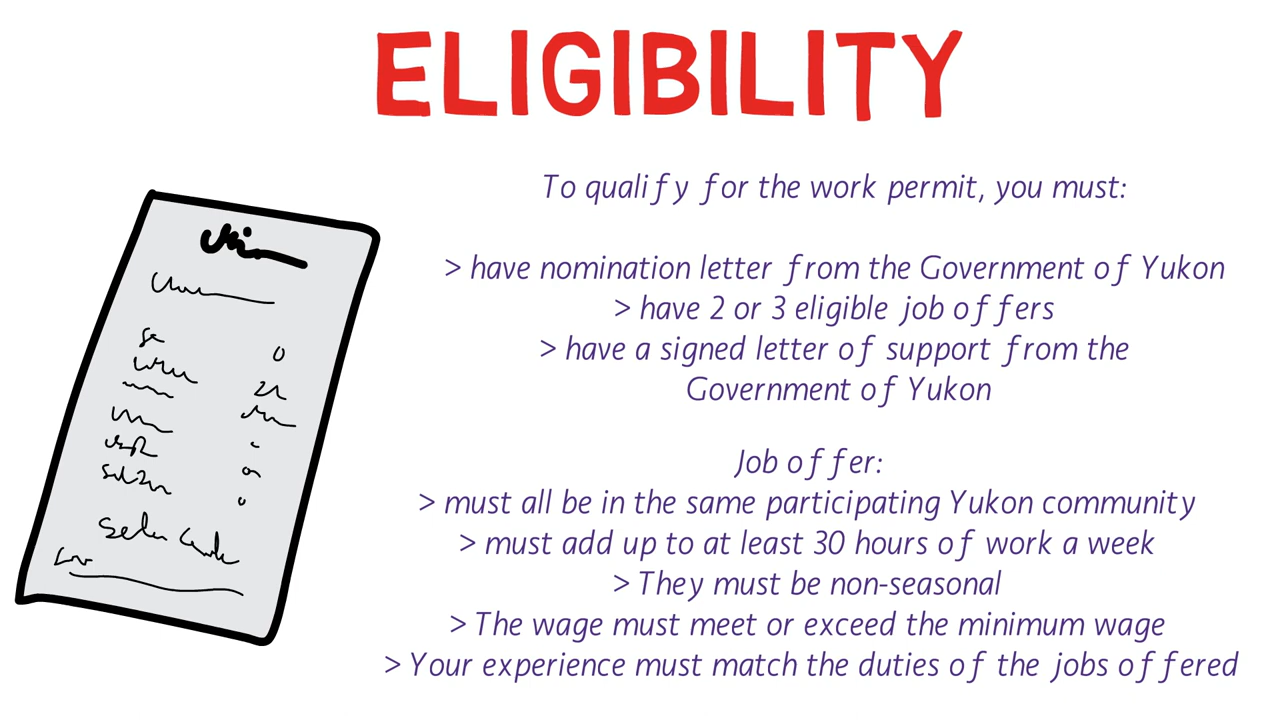 ELIGIBILITY
To qualify for the work permit, you must:
> have nomination letter from the Government of Yukon
> have 2 or 3 eligible job offers
> have a signed letter of support from the
Government of Yukon
Job offer:
> must all be in the same participating Yukon community
> must add up to at least 30 hours of work a week
> They must be non-seasonal
> The wage must meet or exceed the minimum wage
> Your experience must match the duties of the jobs offered